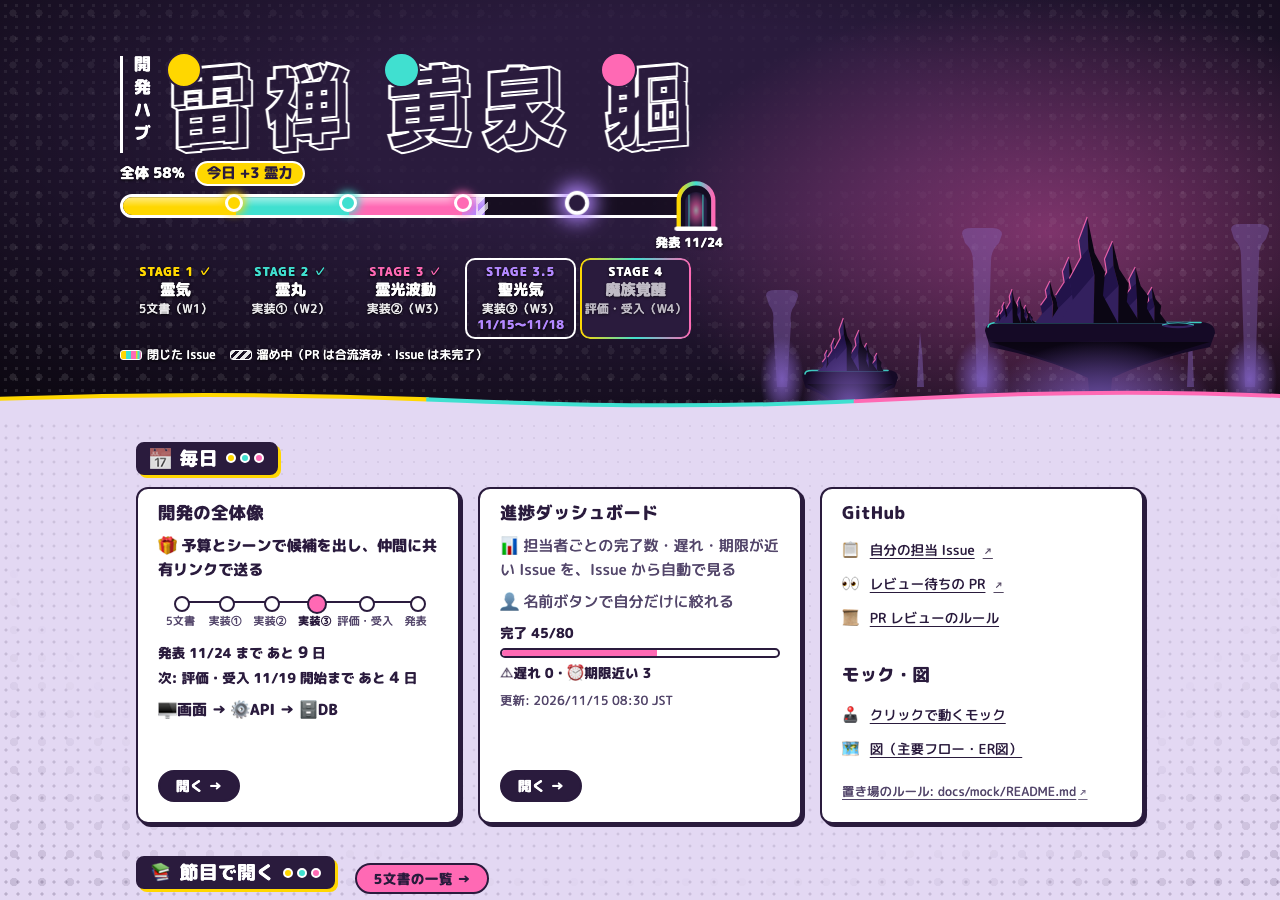 開発ハブ
雷禅 黄泉 軀
全体 58% 今日 +3 霊力
発表 11/24
STAGE 1 ✓
霊気
5文書（W1）
STAGE 2 ✓
霊丸
実装①（W2）
STAGE 3 ✓
霊光波動
実装②（W3）
STAGE 3.5
聖光気
実装③（W3）
11/15〜11/18
STAGE 4
魔族覚醒
評価・受入（W4）
閉じた Issue 溜め中（PR は合流済み・Issue は未完了）
17 毎日
開発の全体像
🎁 予算とシーンで候補を出し、仲間に共
有リンクで送る
5文書 実装① 実装② 実装③ 評価・受入 発表
発表 11/24 まで あと 9 日
次: 評価・受入 11/19 開始まで あと 4 日
🖥️画面 → ⚙️API → 🗄️DB
開く →
進捗ダッシュボード
📊 担当者ごとの完了数・遅れ・期限が近
い Issue を、Issue から自動で見る
👤 名前ボタンで自分だけに絞れる
完了 45/80
⚠遅れ 0・⏰期限近い 3
更新: 2026/11/15 08:30 JST
開く →
GitHub
📋 自分の担当 Issue ↗
👀 レビュー待ちの PR ↗
📜 PR レビューのルール
モック・図
🕹️ クリックで動くモック
🗺️ 図（主要フロー・ER図）
置き場のルール: docs/mock/README.md ↗
📚 節目で開く
5文書の一覧 →